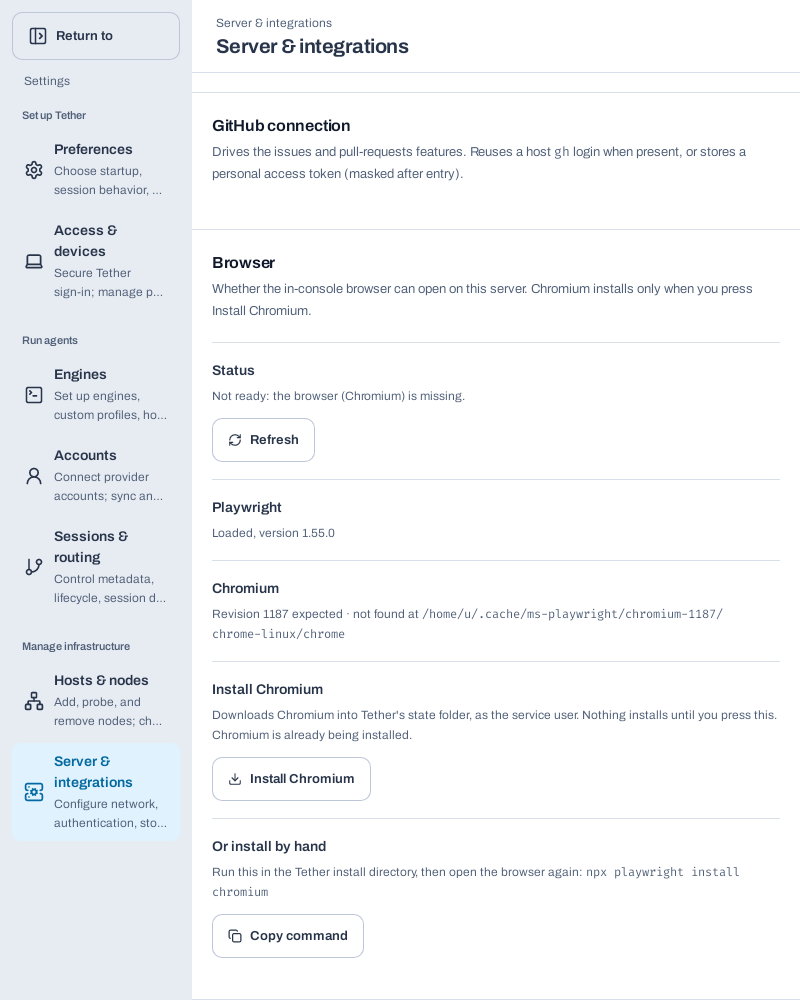 Return to
Settings
Set up Tether
Preferences
Choose startup,
session behavior, ...
Access &
devices
Secure Tether
sign-in; manage p...
Run agents
Engines
Set up engines,
custom profiles, ho...
Accounts
Connect provider
accounts; sync an...
Sessions &
routing
Control metadata,
lifecycle, session d...
Manage infrastructure
Hosts & nodes
Add, probe, and
remove nodes; ch...
Server &
integrations
Configure network,
authentication, sto...
Server & integrations
Server & integrations
GitHub connection
Drives the issues and pull-requests features. Reuses a host gh login when present, or stores a
personal access token (masked after entry).
Browser
Whether the in-console browser can open on this server. Chromium installs only when you press
Install Chromium.
Status
Not ready: the browser (Chromium) is missing.
Refresh
Playwright
Loaded, version 1.55.0
Chromium
Revision 1187 expected · not found at /home/u/.cache/ms-playwright/chromium-1187/
chrome-linux/chrome
Install Chromium
Downloads Chromium into Tether's state folder, as the service user. Nothing installs until you press this.
Chromium is already being installed.
Install Chromium
Or install by hand
Run this in the Tether install directory, then open the browser again: npx playwright install
chromium
Copy command